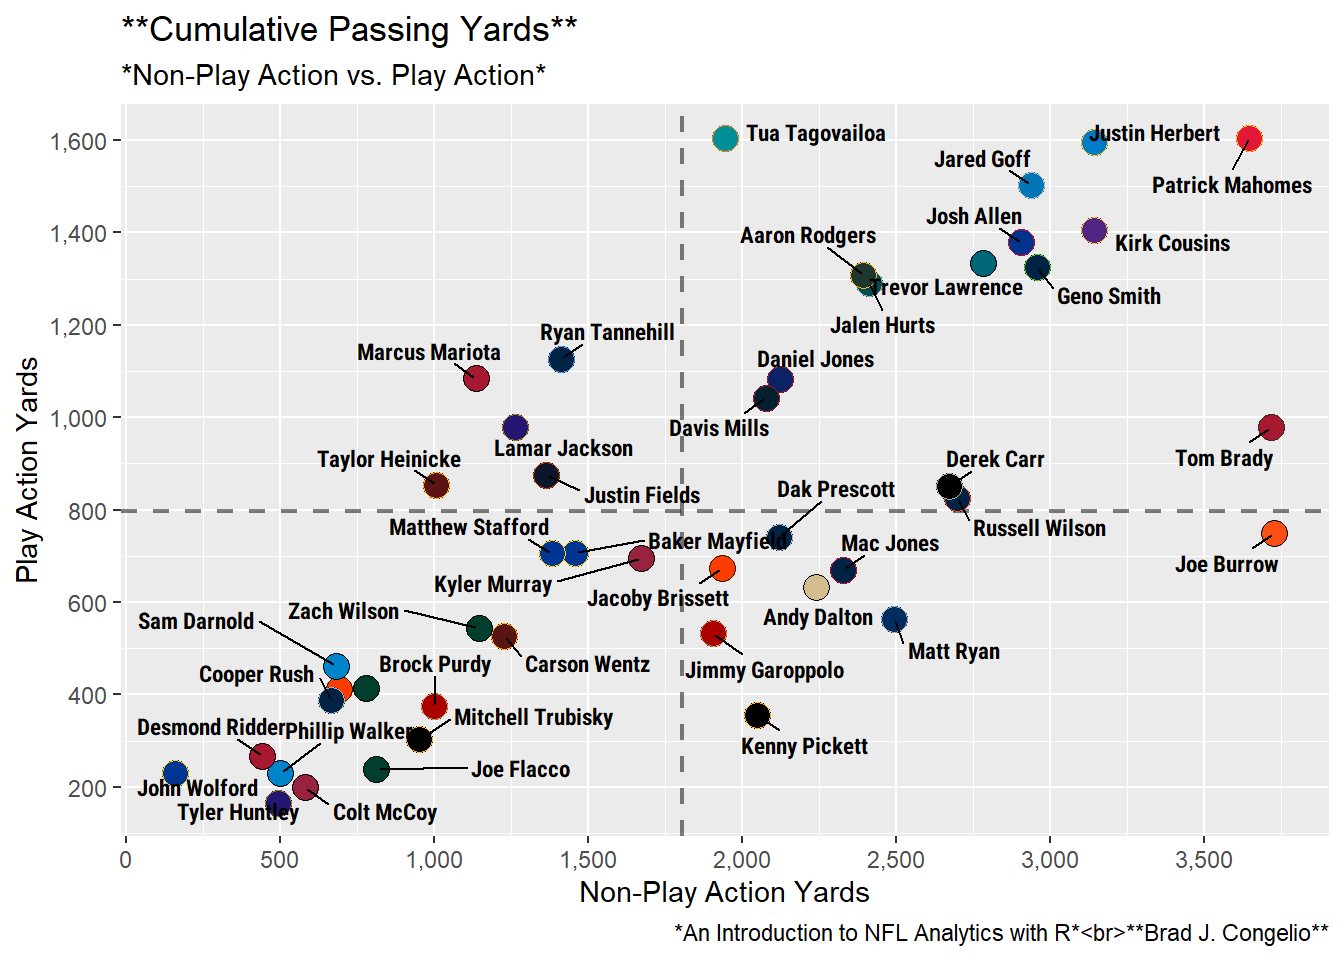 **Cumulative Passing Yards**
*Non-Play Action vs. Play Action*
Play Action Yards
1,600
1,400
1,200
1,000
800
600
400
200
Tua Tagovailoa
Justin Herbert
Jared Goff
Patrick Mahomes
Josh Allen
Aaron Rodgers
Kirk Cousins
Trevor Lawrence
Geno Smith
Jalen Hurts
Ryan Tannehill
Marcus Mariota
Daniel Jones
Davis Mills
Lamar Jackson
Taylor Heinicke
Derek Carr
Tom Brady
Dak Prescott
Justin Fields
Matthew Stafford
Russell Wilson
Baker Mayfield
Mac Jones
Joe Burrow
Kyler Murray
Jacoby Brissett
Zach Wilson
Sam Darnold
Andy Dalton
Matt Ryan
Brock Purdy
Carson Wentz
Jimmy Garoppolo
Cooper Rush
Mitchell Trubisky
Desmond Ridder
Phillip Walker
Kenny Pickett
Joe Flacco
John Wolford
Tyler Huntley
Colt McCoy
0
500
1,000
1,500
2,000
2,500
3,000
3,500
Non-Play Action Yards
*An Introduction to NFL Analytics with R*<br>**Brad J. Congelio**